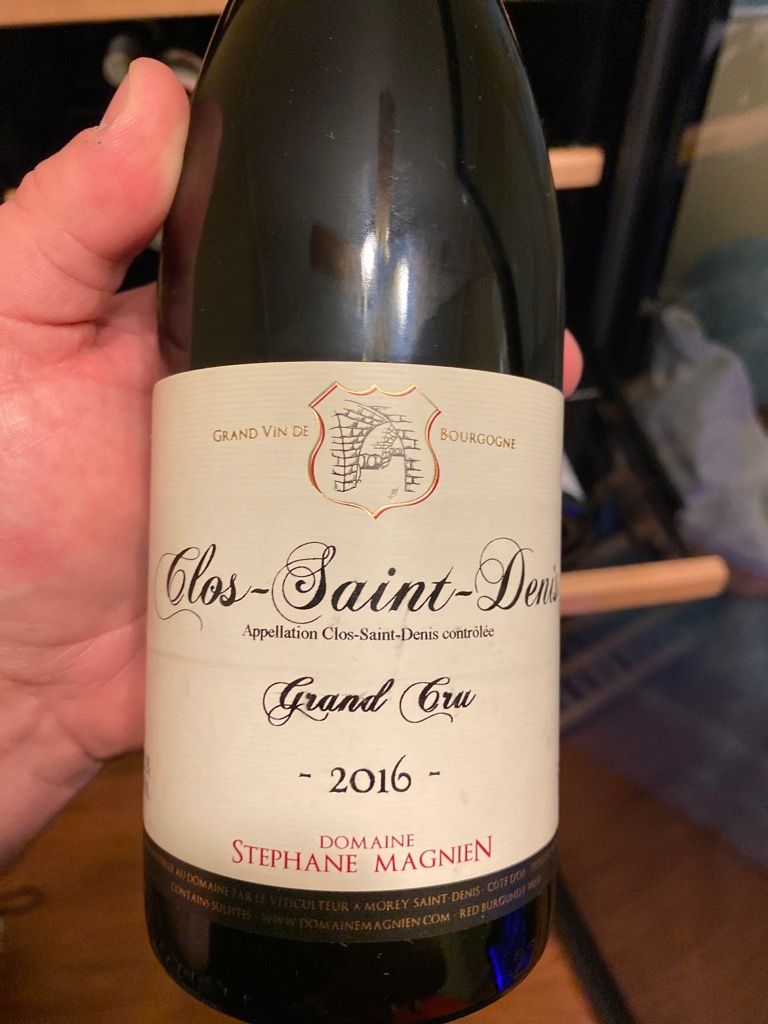 GRAND VIN DE BOURGOGNE
Clos-Saint-Denis
Appellation Clos-Saint-Denis contrôlée
Grand Cru
- 2016 -
DOMAINE
STEPHANE MAGNIEN
AU DOMAINE PAR LE VITICULTEUR A MOREY SAINT-DENIS - COTE D'OR
CONTAINS SULFITES - WWW.DOMAINEMAGNIEN.COM - RED BURGUNDY WINE